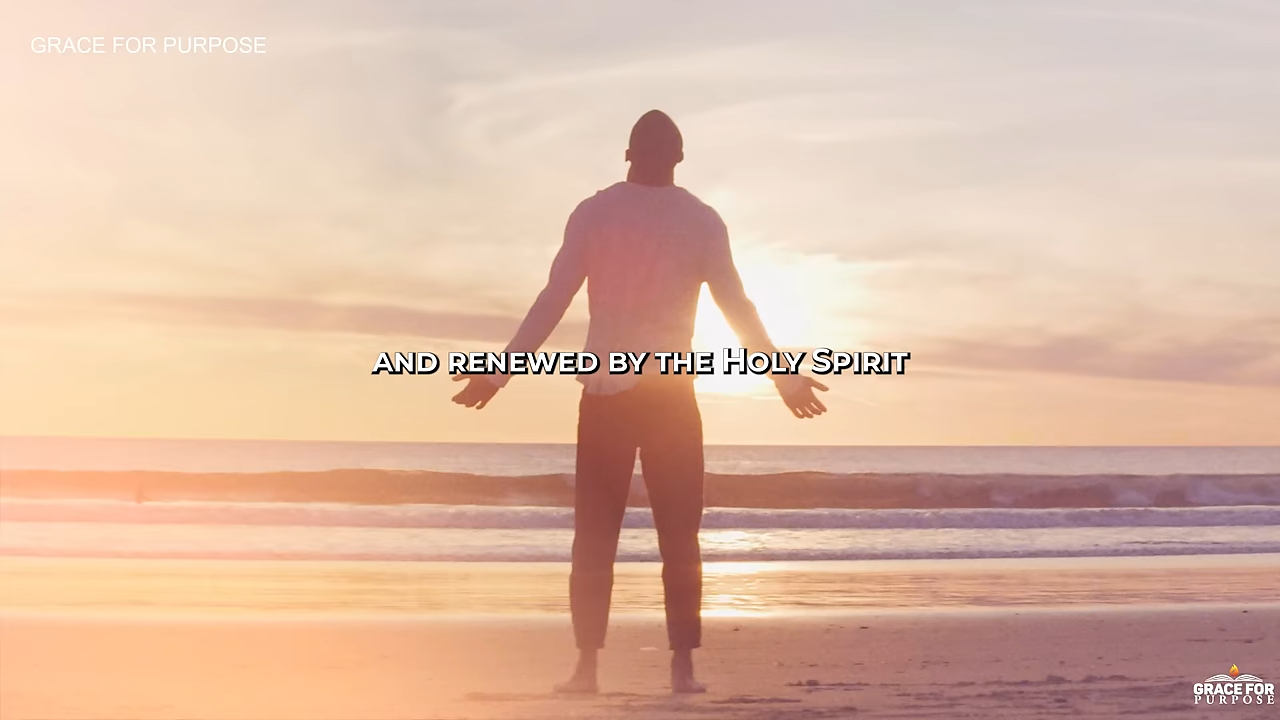 GRACE FOR PURPOSE
AND RENEWED BY THE HOLY SPIRIT
GRACE FOR
PURPOSE